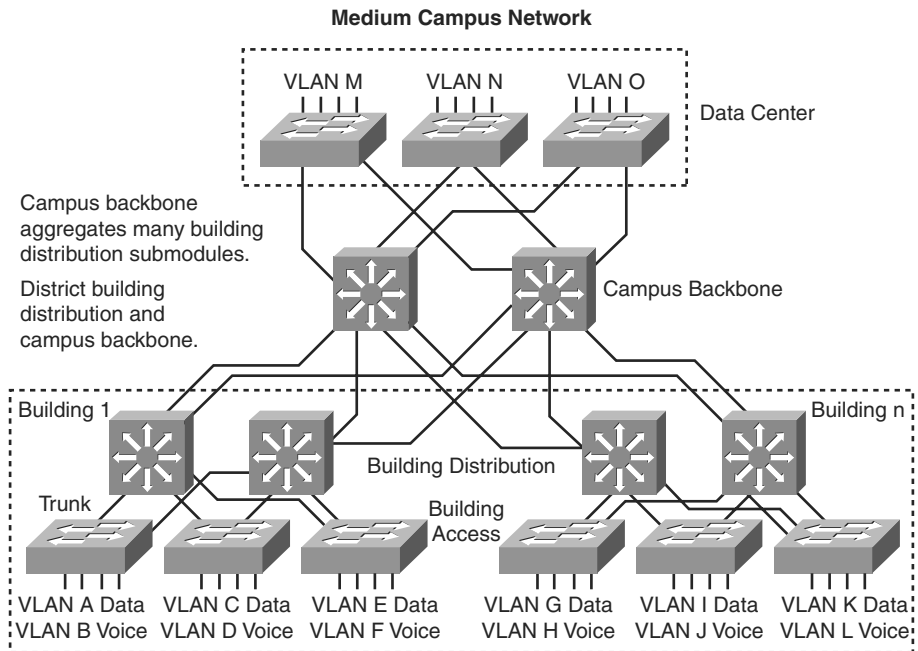 Medium Campus Network
VLAN M
VLAN N
VLAN O
Data Center
Campus backbone
aggregates many building
distribution submodules.
District building
distribution and
campus backbone.
Campus Backbone
Building 1
Building n
Building Distribution
Trunk
Building
Access
VLAN A Data
VLAN B Voice
VLAN C Data
VLAN D Voice
VLAN E Data
VLAN F Voice
VLAN G Data
VLAN H Voice
VLAN I Data
VLAN J Voice
VLAN K Data
VLAN L Voice